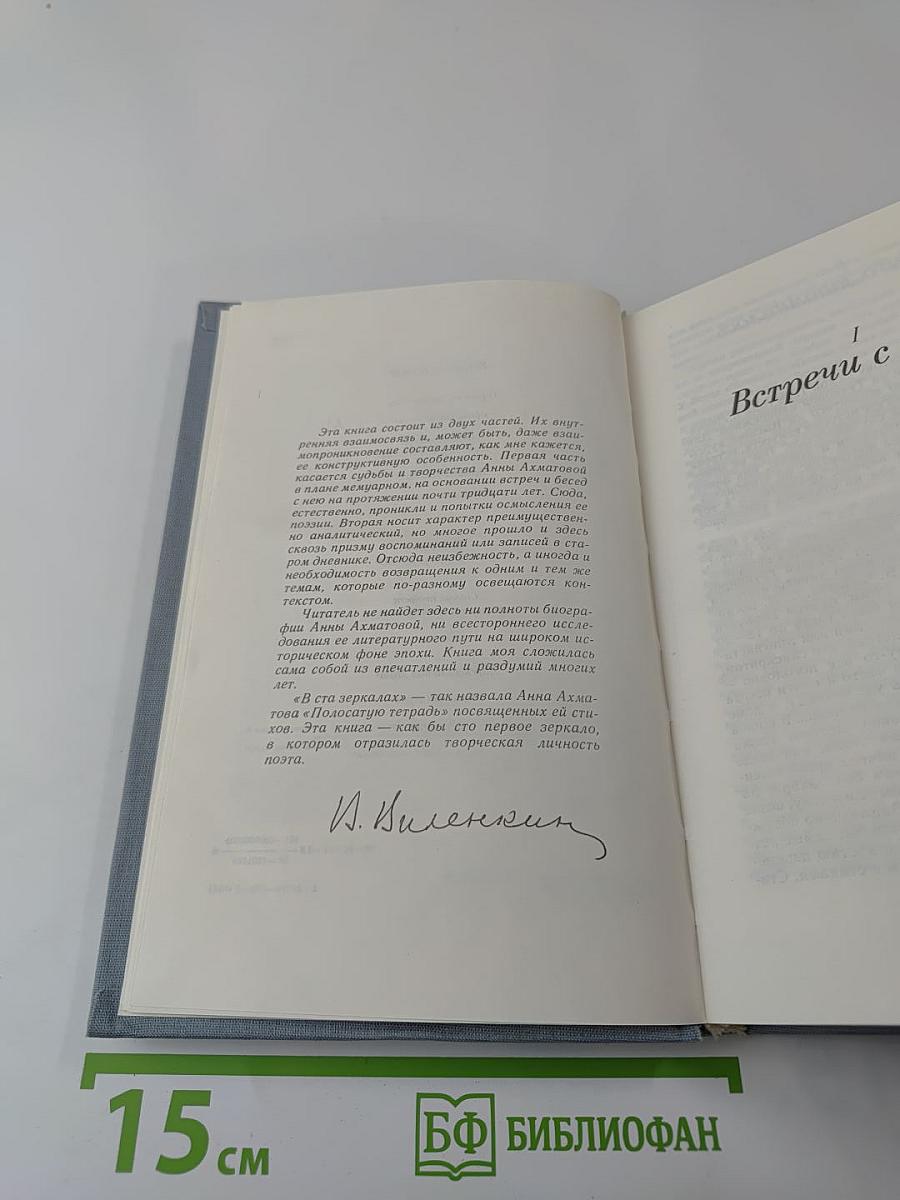 Эта книга состоит из двух частей. Их внут-
ренняя взаимосвязь и, может быть, даже взаи-
мопроникновение составляют, как мне кажется,
ее конструктивную особенность. Первая часть
касается судьбы и творчества Анны Ахматовой
в плане мемуарном, на основании встреч и бесед
с нею на протяжении почти тридцати лет. Сюда,
естественно, проникли и попытки осмысления ее
поэзии. Вторая носит характер преимуществен-
но аналитический, но многое прошло и здесь
сквозь призму воспоминаний или записей в ста-
ром дневнике. Отсюда неизбежность, а иногда и
необходимость возвращения к одним и тем же
темам, которые по-разному освещаются кон-
текстом.
Читатель не найдет здесь ни полноты биогра-
фии Анны Ахматовой, ни всестороннего иссле-
дования ее литературного пути на широком ис-
торическом фоне эпохи. Книга моя сложилась
сама собой из впечатлений и раздумий многих
лет.
«В ста зеркалах» — так назвала Анна Ахма-
това «Полосатую тетрадь» посвященных ей сти-
хов. Эта книга — как бы сто первое зеркало,
в котором отразилась творческая личность
поэта.
В. Виленкин
I
Встречи с
15 см
БФ БИБЛИОФАН